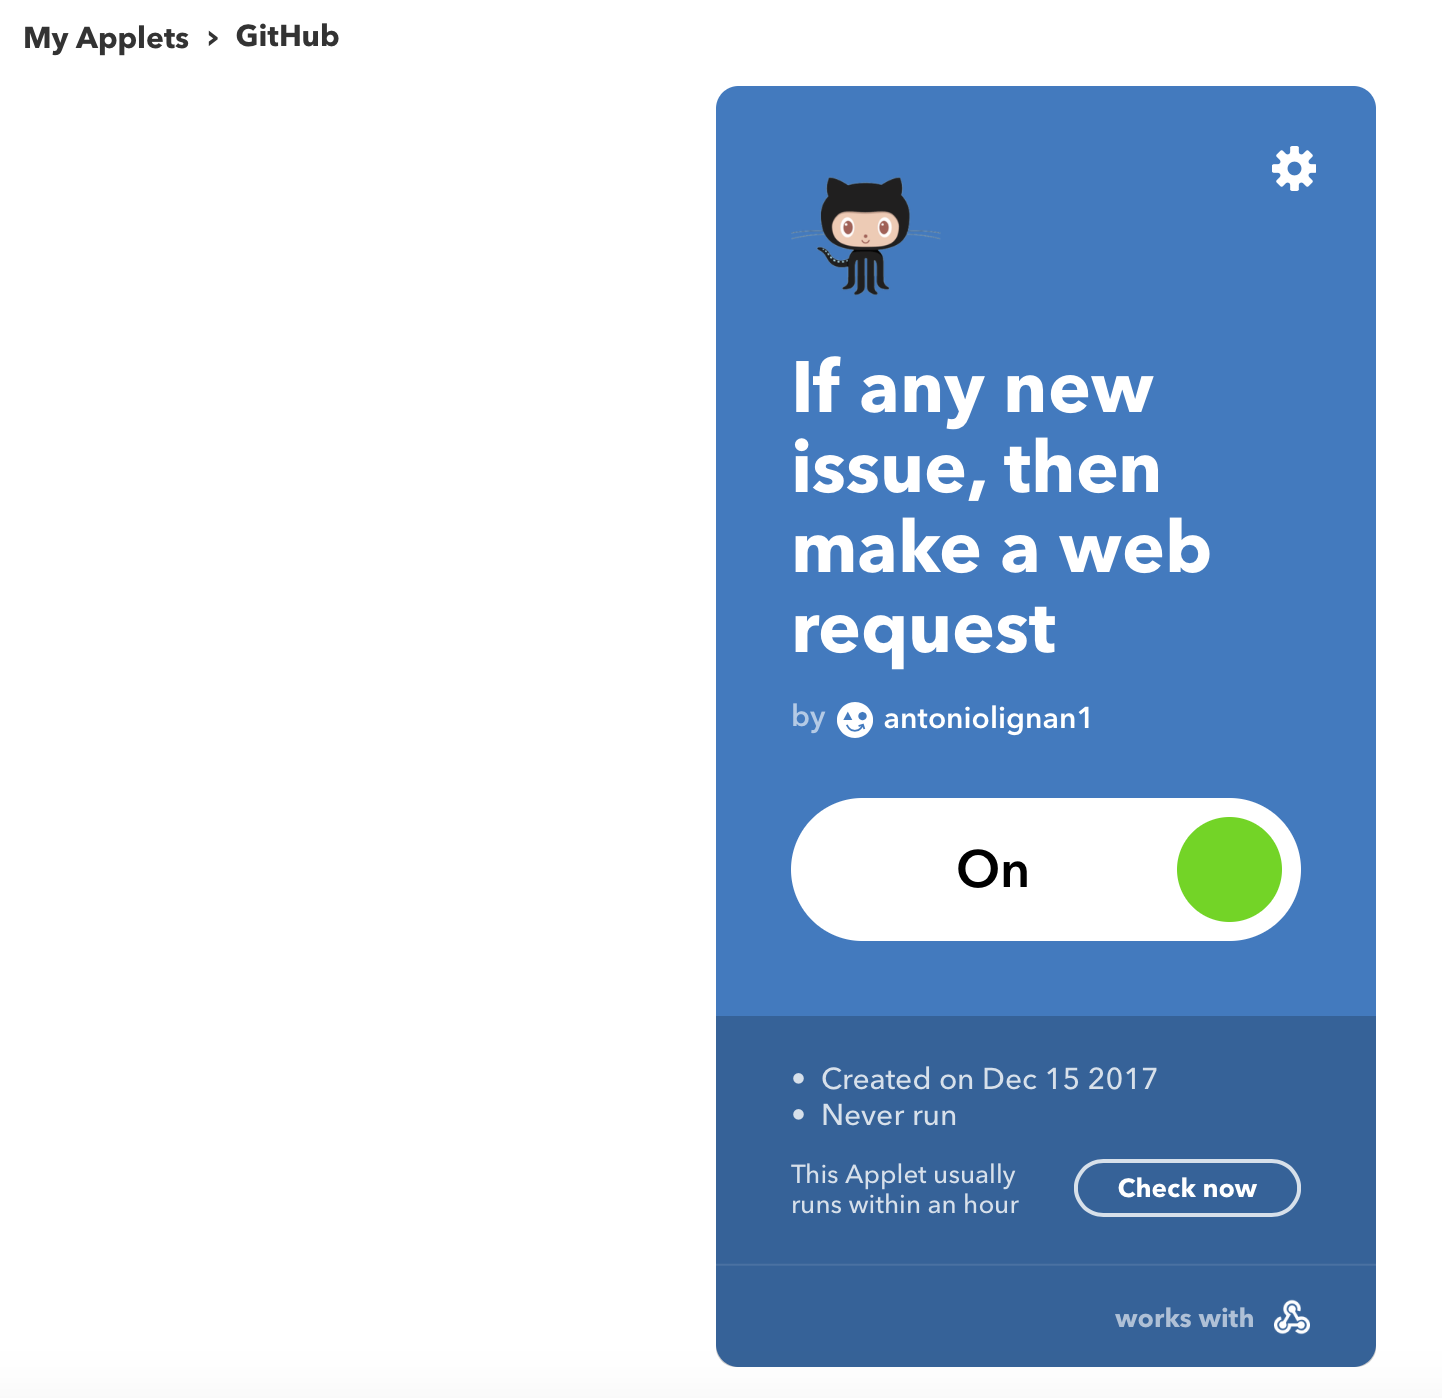 My Applets › GitHub
If any new
issue, then
make a web
request
by antoniolignan1
On
• Created on Dec 15 2017
• Never run
This Applet usually
runs within an hour
Check now
works with